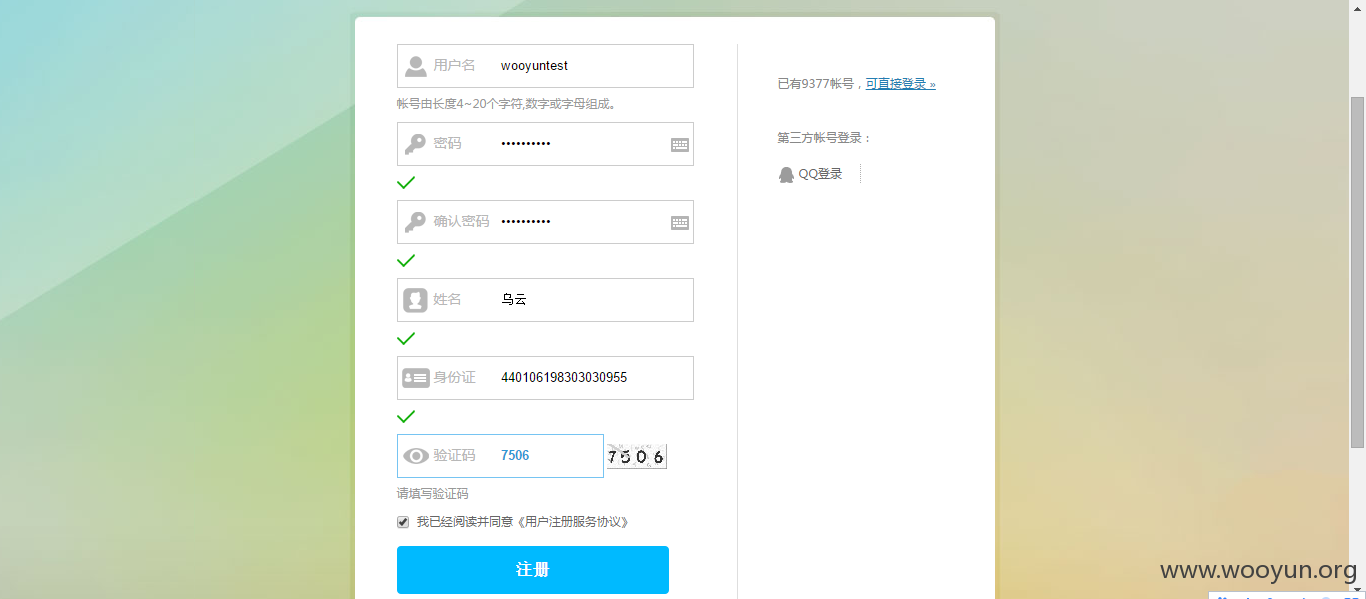 用户名 wooyuntest
帐号由长度4~20个字符,数字或字母组成。
密码 ••••••••••
确认密码 ••••••••••
姓名 乌云
身份证 440106198303030955
验证码 7506 7506
请填写验证码
我已经阅读并同意《用户注册服务协议》
注册
已有9377帐号，可直接登录 »
第三方帐号登录：
QQ登录
www.wooyun.org